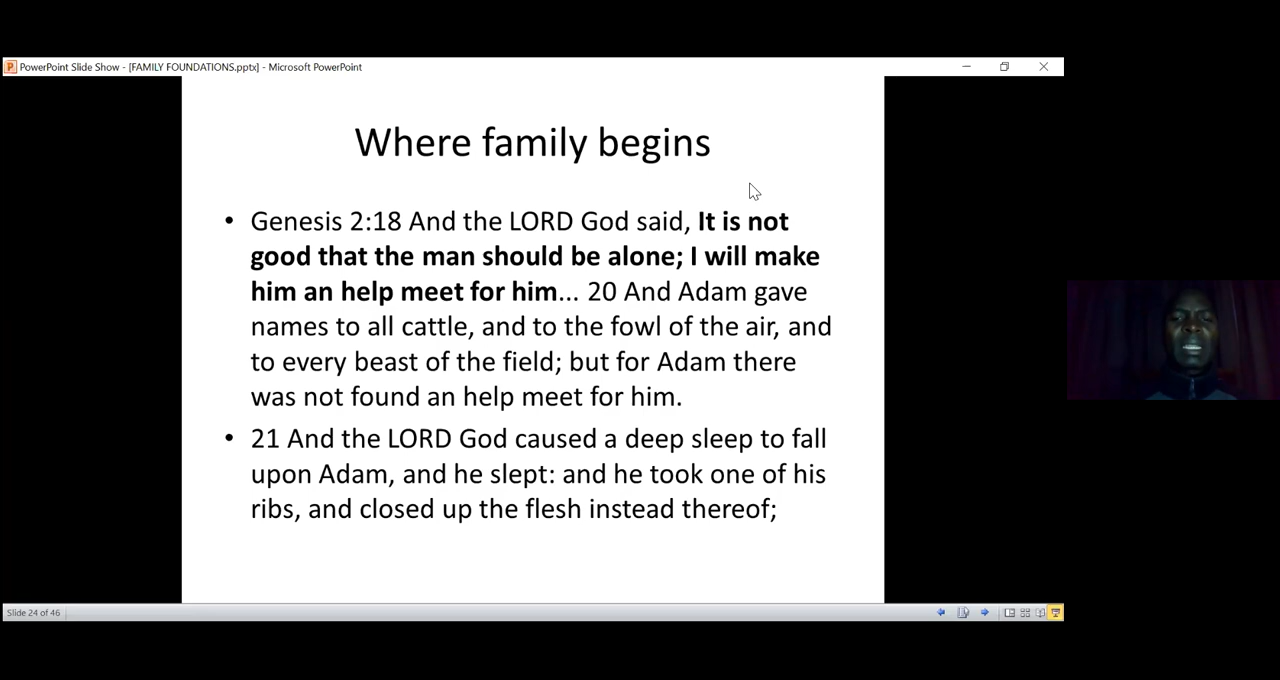 PowerPoint Slide Show - [FAMILY FOUNDATIONS.pptx] - Microsoft PowerPoint
Where family begins
• Genesis 2:18 And the LORD God said, It is not
good that the man should be alone; I will make
him an help meet for him... 20 And Adam gave
names to all cattle, and to the fowl of the air, and
to every beast of the field; but for Adam there
was not found an help meet for him.
• 21 And the LORD God caused a deep sleep to fall
upon Adam, and he slept: and he took one of his
ribs, and closed up the flesh instead thereof;
Slide 24 of 46